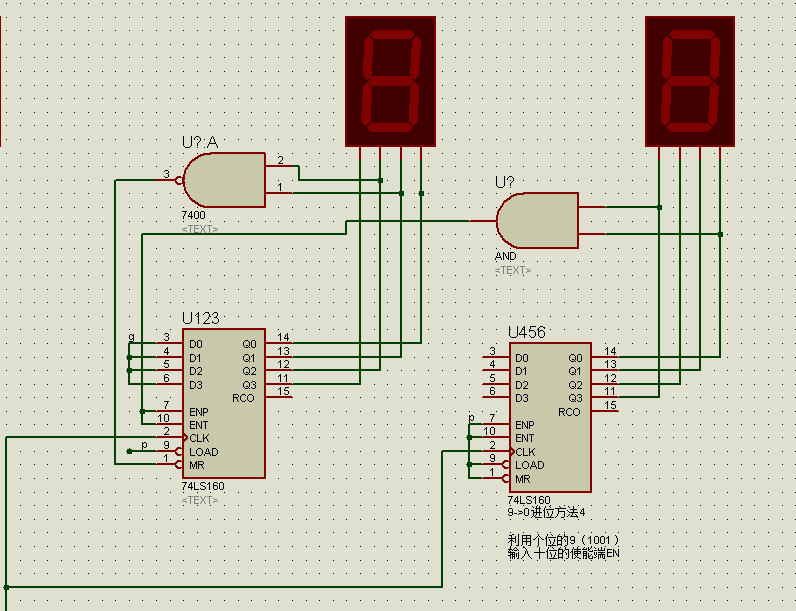 U?:A
2
3
1
7400
<TEXT>
U?
AND
<TEXT>
U123
g
3 D0 Q0 14
4 D1 Q1 13
5 D2 Q2 12
6 D3 Q3 11
RCO 15
7 ENP
10 ENT
2 CLK
p 9 LOAD
1 MR
74LS160
<TEXT>
U456
3 D0 Q0 14
4 D1 Q1 13
5 D2 Q2 12
6 D3 Q3 11
RCO 15
p 7 ENP
10 ENT
2 CLK
9 LOAD
1 MR
74LS160
9->0进位方法4
利用个位的9（1001）
输入十位的使能端EN